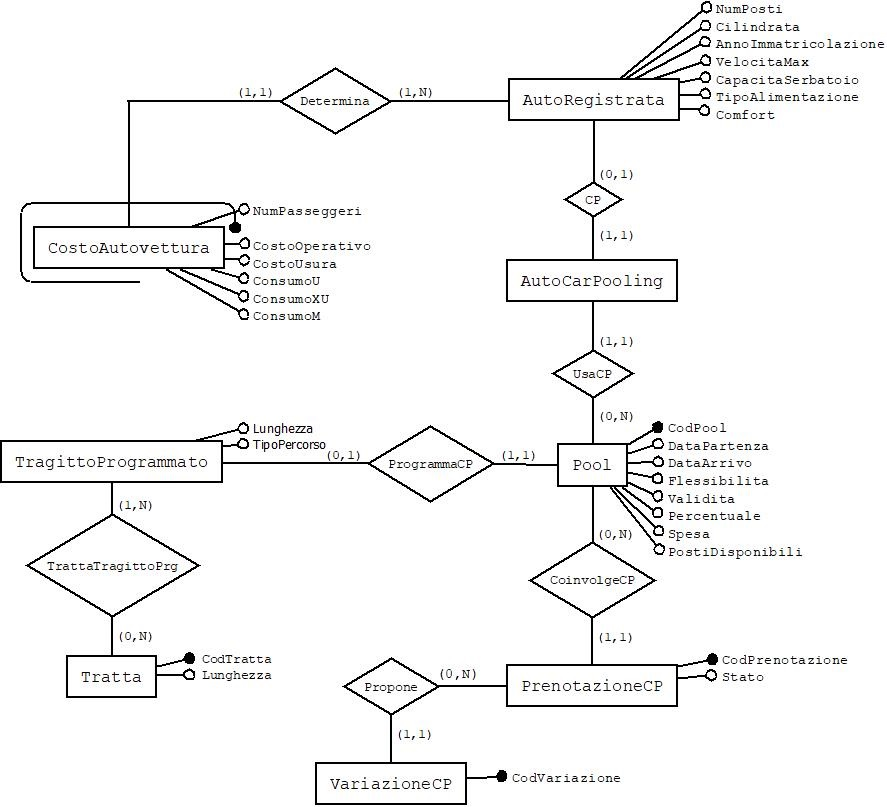 NumPosti
Cilindrata
AnnoImmatricolazione
VelocitaMax
CapacitaSerbatoio
TipoAlimentazione
Comfort
(1,1)
Determina
(1,N)
AutoRegistrata
(0,1)
CP
(1,1)
NumPasseggeri
CostoAutovettura
CostoOperativo
CostoUsura
ConsumoU
ConsumoXU
ConsumoM
AutoCarPooling
(1,1)
UsaCP
(0,N)
Lunghezza
TipoPercorso
TragittoProgrammato
(0,1)
ProgrammaCP
(1,1)
Pool
CodPool
DataPartenza
DataArrivo
Flessibilita
Validita
Percentuale
Spesa
PostiDisponibili
(1,N)
TrattaTragittoPrg
(0,N)
(0,N)
CoinvolgeCP
(1,1)
Tratta
CodTratta
Lunghezza
Propone
(0,N)
PrenotazioneCP
CodPrenotazione
Stato
(1,1)
VariazioneCP
CodVariazione